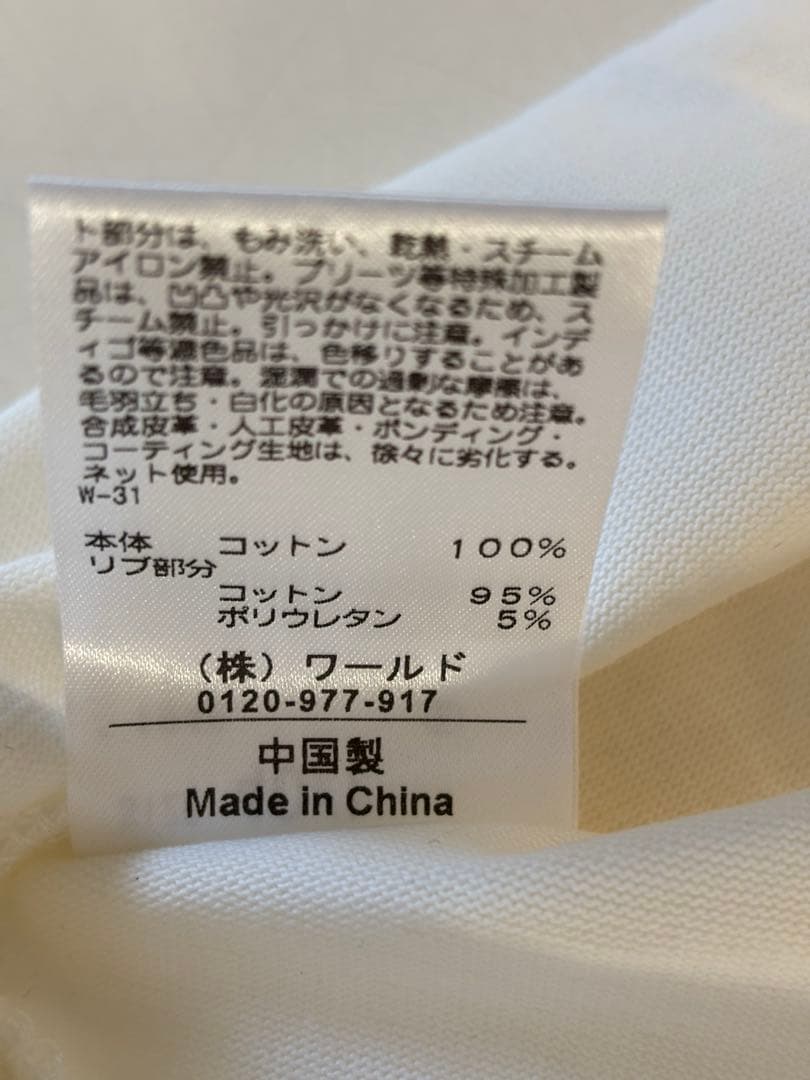 ト部分は、もみ洗い、乾熱・スチーム
アイロン禁止。プリーツ等特殊加工製
品は、凹凸や光沢がなくなるため、ス
チーム禁止。引っかけに注意。インデ
ィゴ等濃色品は、色移りすることがあ
るので注意。湿潤での過剰な摩擦は、
毛羽立ち・白化の原因となるため注意。
合成皮革・人工皮革・ボンディング・
コーティング生地は、徐々に劣化する。
ネット使用。
W-31
本体 コットン 100%
リブ部分
コットン 95%
ポリウレタン 5%
(株) ワールド
0120-977-917
中国製
Made in China